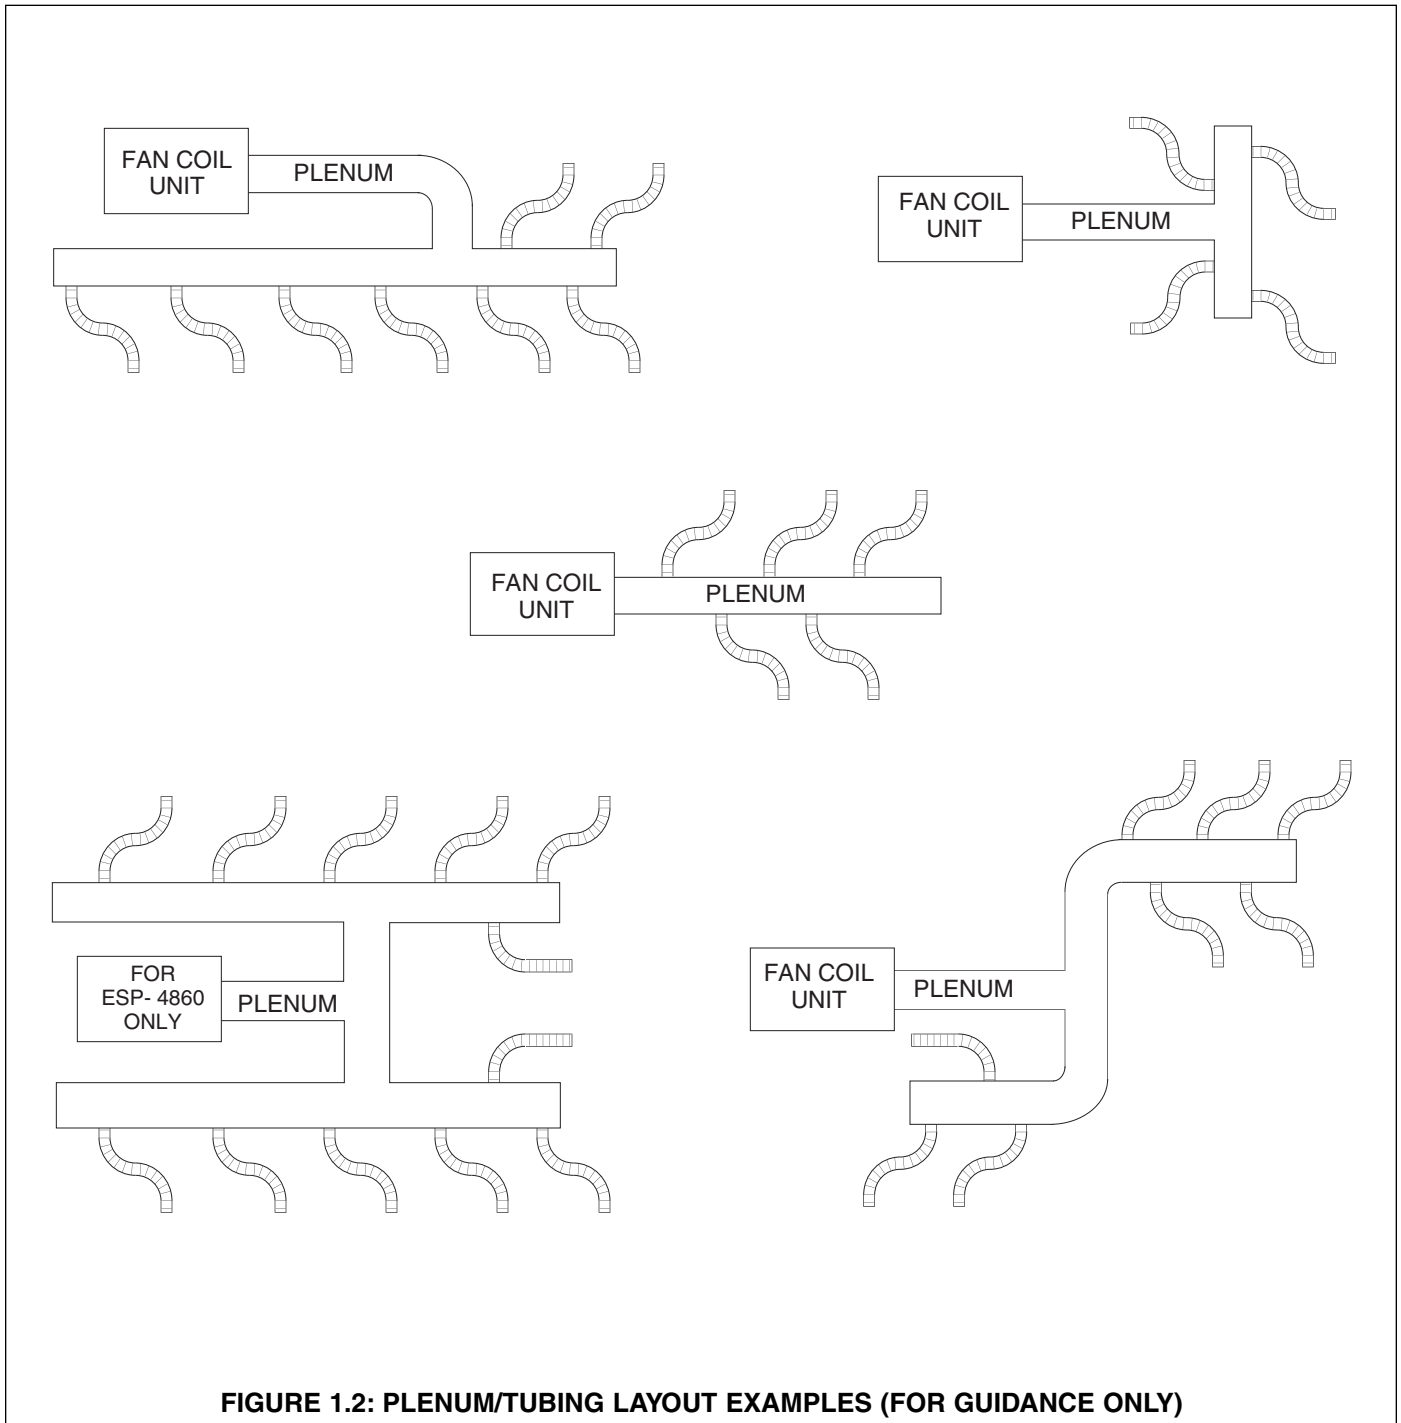 FAN COIL
UNIT
PLENUM
FAN COIL
UNIT
PLENUM
FAN COIL
UNIT
PLENUM
FOR
ESP- 4860
ONLY
PLENUM
FAN COIL
UNIT
PLENUM
FIGURE 1.2: PLENUM/TUBING LAYOUT EXAMPLES (FOR GUIDANCE ONLY)